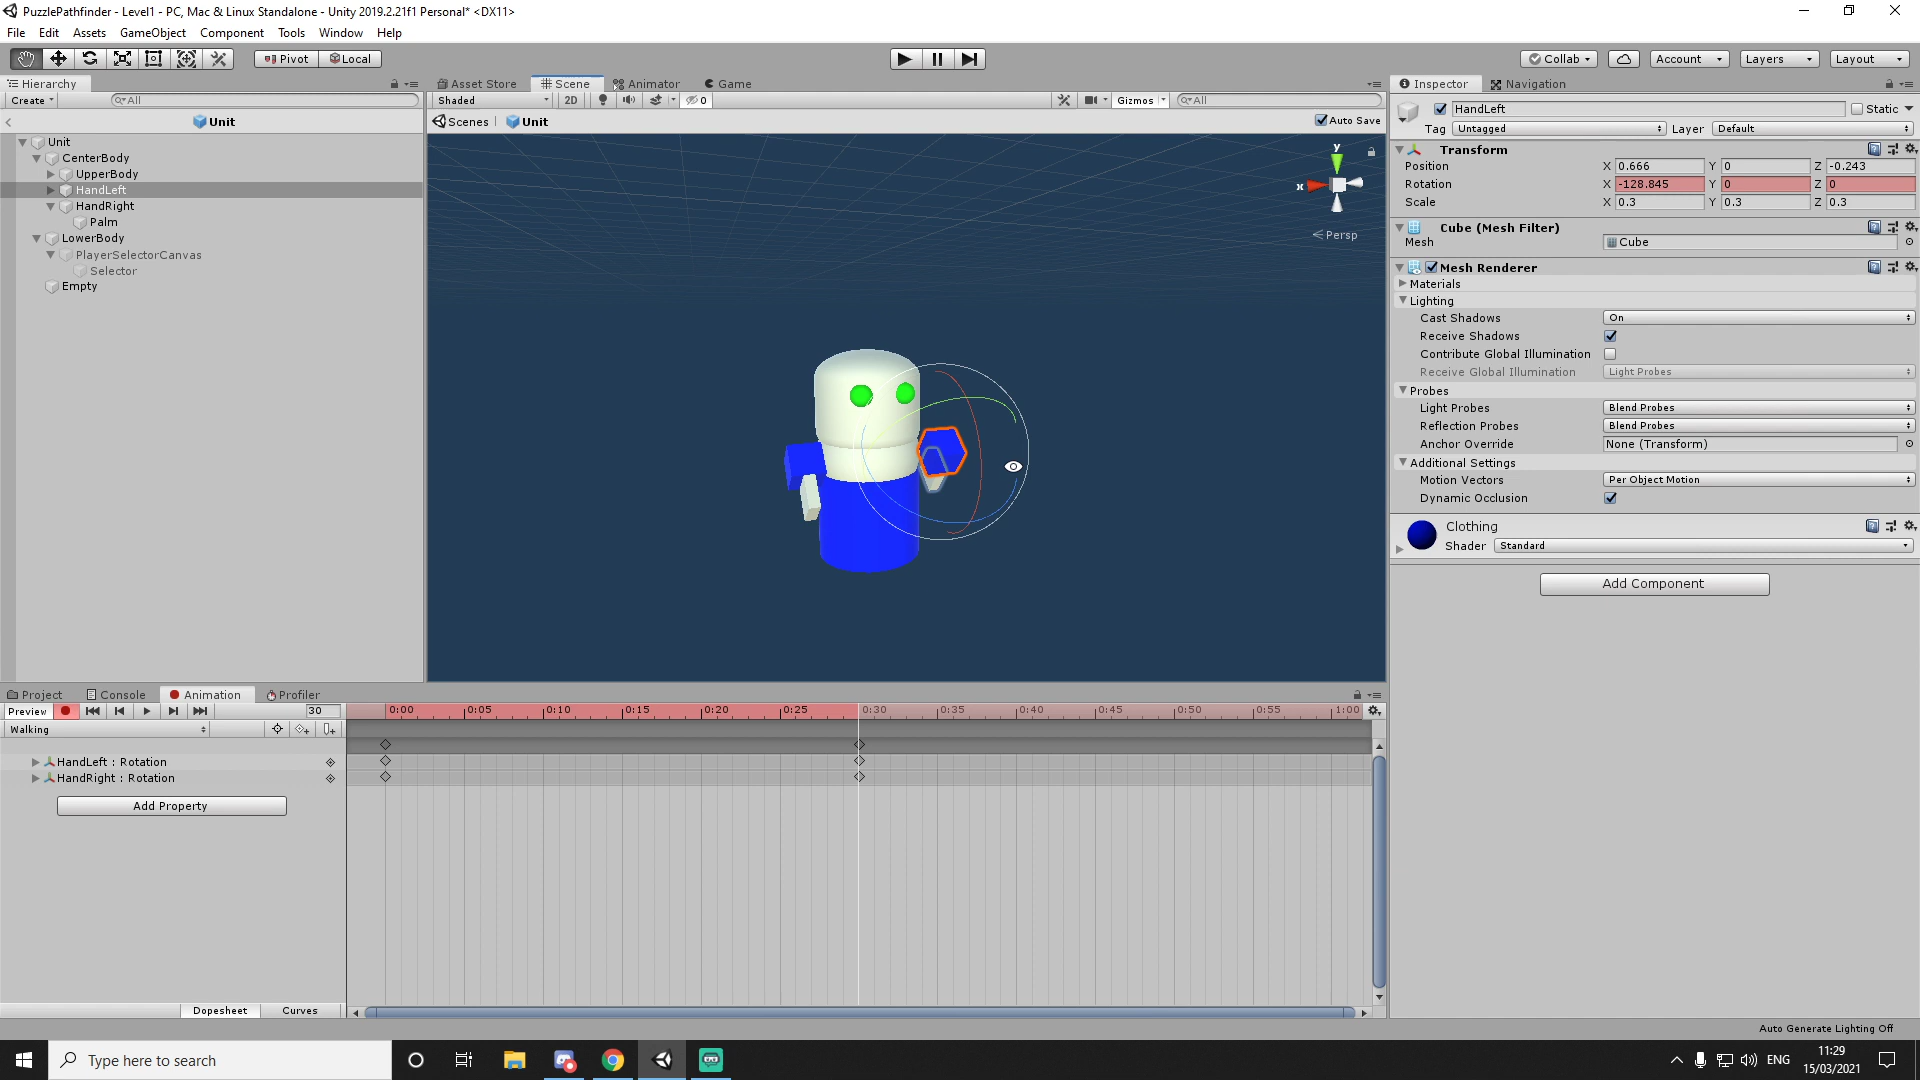 PuzzlePathfinder - Level1 - PC, Mac & Linux Standalone - Unity 2019.2.21f1 Personal* <DX11>
File Edit Assets GameObject Component Tools Window Help
Pivot Local Collab Account Layers Layout
Hierarchy
Create All
Unit
Unit
CenterBody
UpperBody
HandLeft
HandRight
Palm
LowerBody
PlayerSelectorCanvas
Selector
Empty
Asset Store Scene Animator Game
Shaded 2D 0 Gizmos All
Scenes Unit Auto Save
y
x
Persp
Inspector Navigation
HandLeft Static
Tag Untagged Layer Default
Transform
Position X 0.666 Y 0 Z -0.243
Rotation X -128.845 Y 0 Z 0
Scale X 0.3 Y 0.3 Z 0.3
Cube (Mesh Filter)
Mesh Cube
Mesh Renderer
Materials
Lighting
Cast Shadows On
Receive Shadows
Contribute Global Illumination
Receive Global Illumination Light Probes
Probes
Light Probes Blend Probes
Reflection Probes Blend Probes
Anchor Override None (Transform)
Additional Settings
Motion Vectors Per Object Motion
Dynamic Occlusion
Clothing
Shader Standard
Add Component
Project Console Animation Profiler
Preview 30 0:00 0:05 0:10 0:15 0:20 0:25 0:30 0:35 0:40 0:45 0:50 0:55 1:00
Walking
HandLeft : Rotation
HandRight : Rotation
Add Property
Dopesheet Curves
Auto Generate Lighting Off
Type here to search
ENG
11:29
15/03/2021